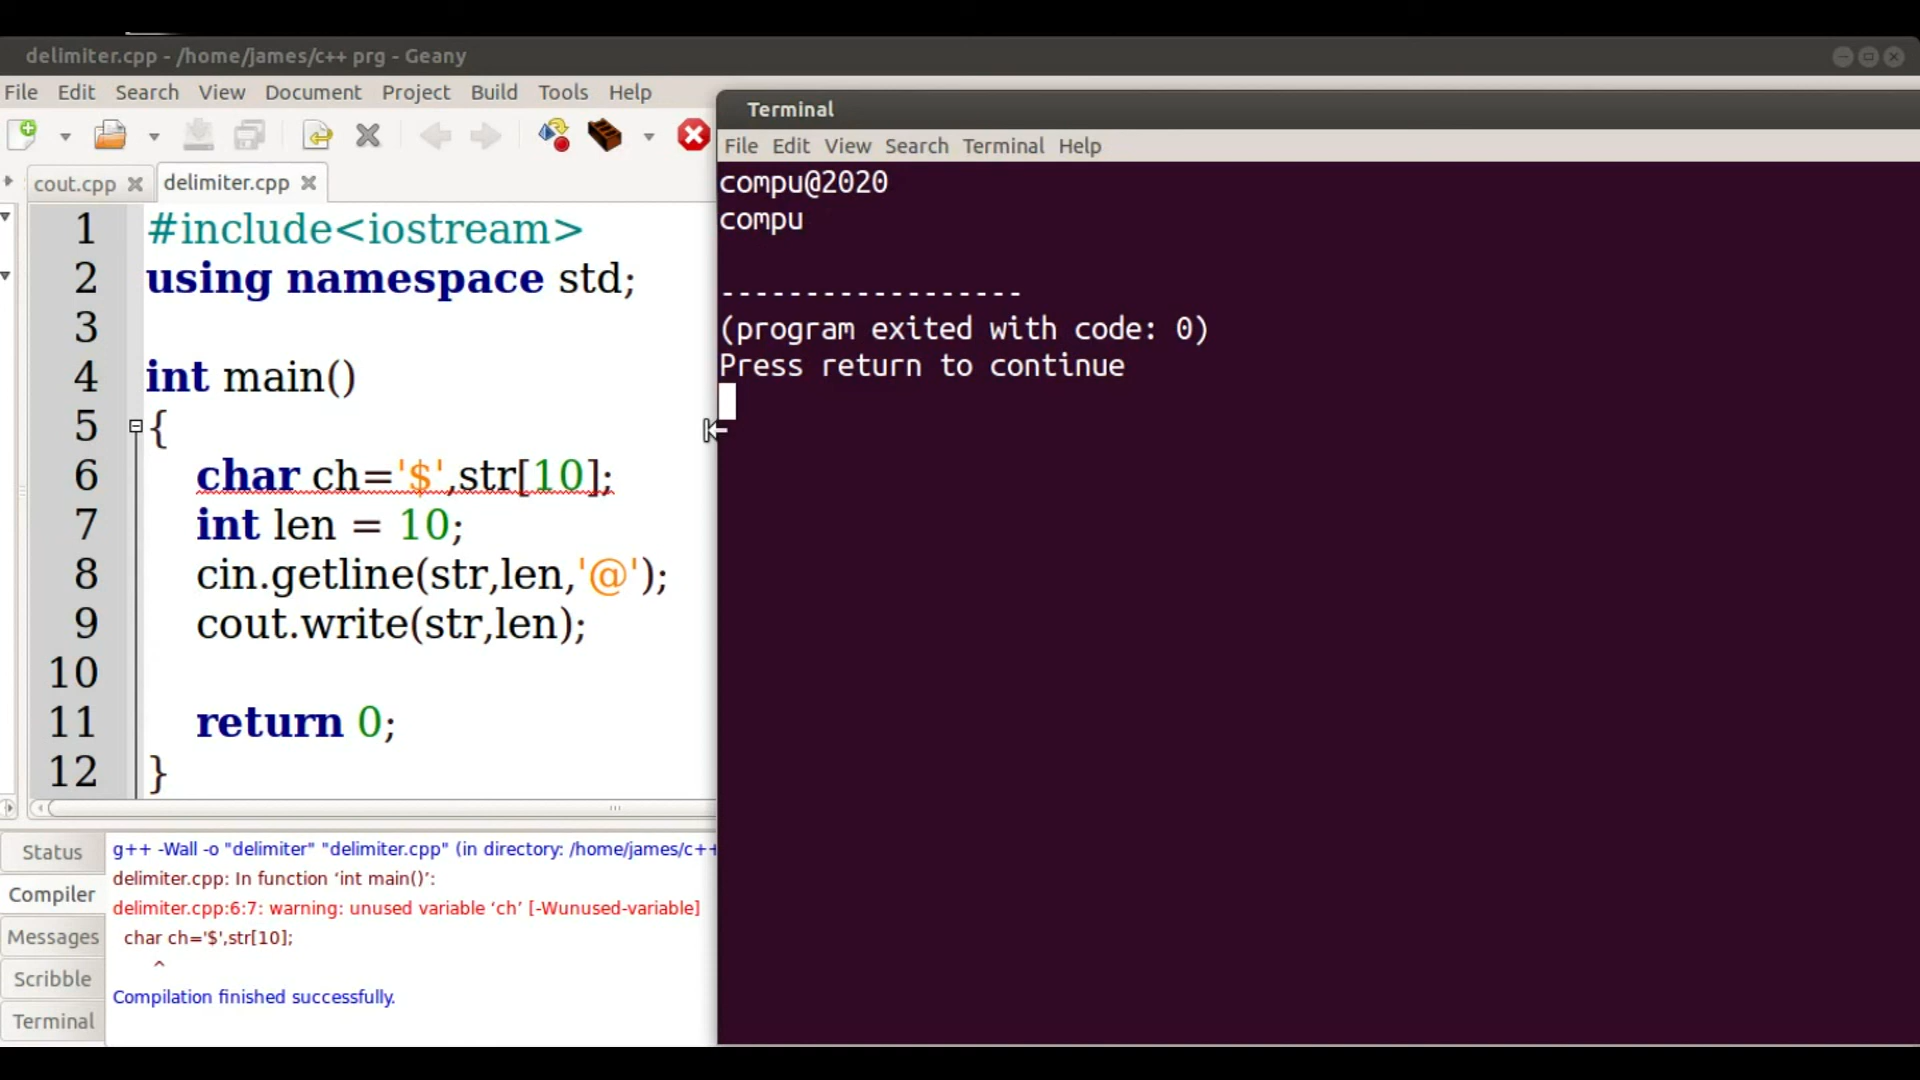 delimiter.cpp - /home/james/c++ prg - Geany
File Edit Search View Document Project Build Tools Help
cout.cpp delimiter.cpp
1 #include<iostream>
2 using namespace std;
3
4 int main()
5 {
6 char ch='$',str[10];
7 int len = 10;
8 cin.getline(str,len,'@');
9 cout.write(str,len);
10
11 return 0;
12 }
Status
Compiler
Messages
Scribble
Terminal
g++ -Wall -o "delimiter" "delimiter.cpp" (in directory: /home/james/c++
delimiter.cpp: In function ‘int main()’:
delimiter.cpp:6:7: warning: unused variable ‘ch’ [-Wunused-variable]
char ch='$',str[10];
^
Compilation finished successfully.
Terminal
File Edit View Search Terminal Help
compu@2020
compu
------------------
(program exited with code: 0)
Press return to continue